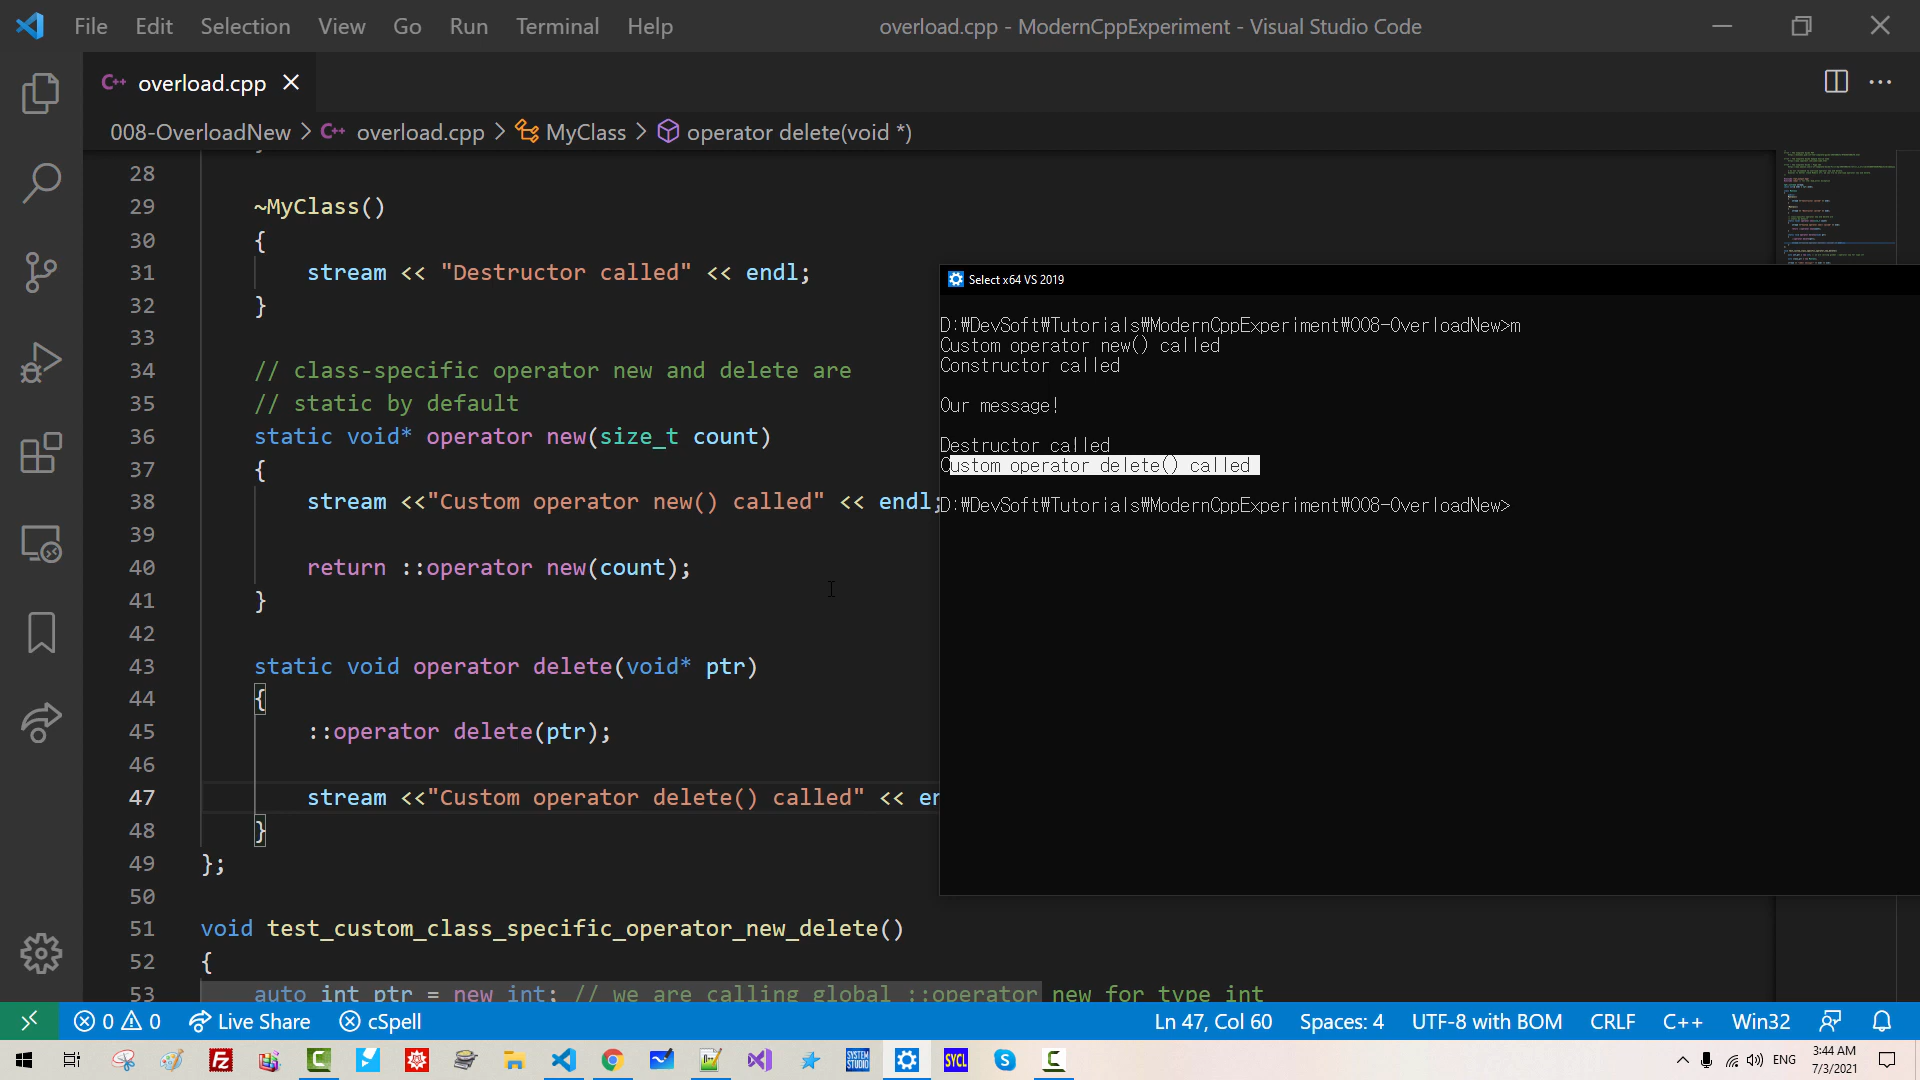 File Edit Selection View Go Run Terminal Help overload.cpp - ModernCppExperiment - Visual Studio Code
C++ overload.cpp
008-OverloadNew > C++ overload.cpp > MyClass > operator delete(void *)
28
29 ~MyClass()
30 {
31 stream << "Destructor called" << endl;
32 }
33
34 // class-specific operator new and delete are
35 // static by default
36 static void* operator new(size_t count)
37 {
38 stream <<"Custom operator new() called" << endl;
39
40 return ::operator new(count);
41 }
42
43 static void operator delete(void* ptr)
44 {
45 ::operator delete(ptr);
46
47 stream <<"Custom operator delete() called" << en
48 }
49 };
50
51 void test_custom_class_specific_operator_new_delete()
52 {
53 auto int_ptr = new int; // we are calling global ::operator new for type int
Select x64 VS 2019
D:\DevSoft\Tutorials\ModernCppExperiment\008-OverloadNew>m
Custom operator new() called
Constructor called
Our message!
Destructor called
Custom operator delete() called
D:\DevSoft\Tutorials\ModernCppExperiment\008-OverloadNew>
0 0 Live Share cSpell Ln 47, Col 60 Spaces: 4 UTF-8 with BOM CRLF C++ Win32
SYSTEM STUDIO
SYCL
ENG
3:44 AM
7/3/2021